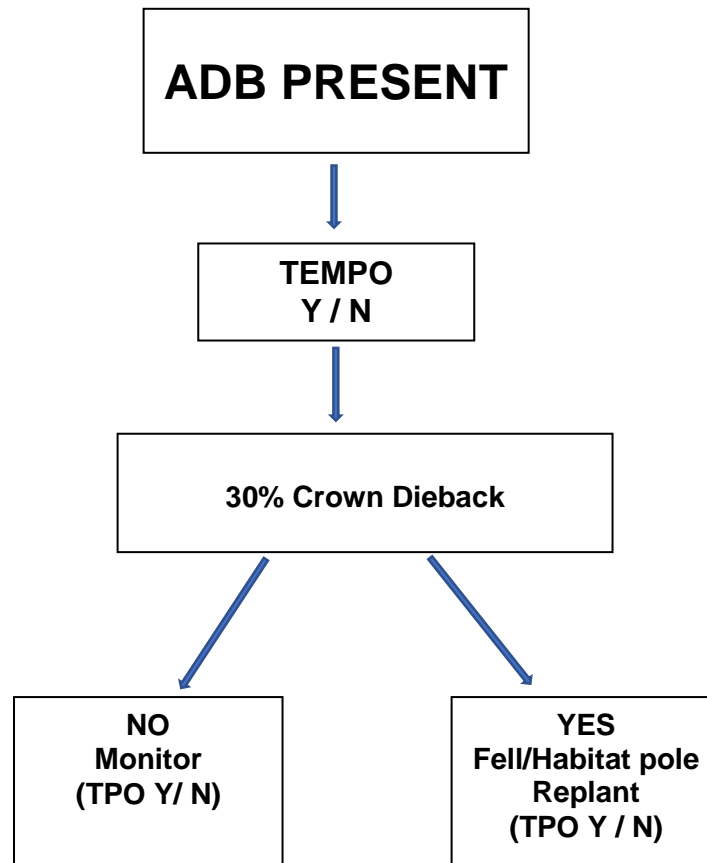 ADB PRESENT
TEMPO
Y / N
30% Crown Dieback
NO
Monitor
(TPO Y/ N)
YES
Fell/Habitat pole
Replant
(TPO Y / N)